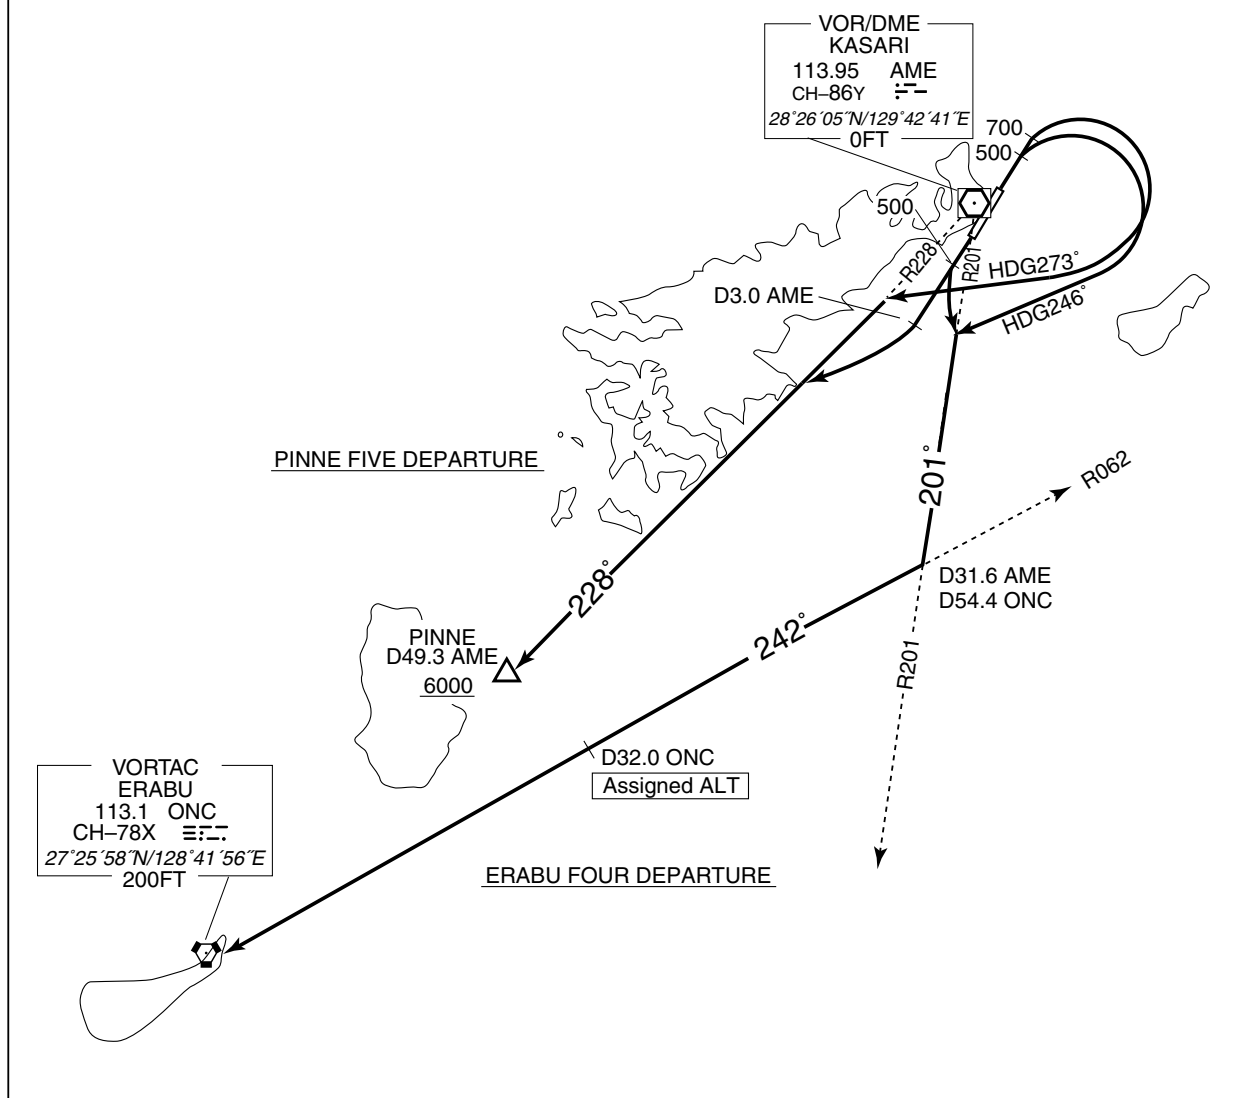 VOR/DME
KASARI
113.95 AME
CH–86Y
28°26´05˝N/129°42´41˝E
0FT
700
500
500
R228
R201
HDG273°
D3.0 AME
HDG246°
PINNE FIVE DEPARTURE
201°
R062
D31.6 AME
D54.4 ONC
228°
242°
PINNE
D49.3 AME
6000
R201
D32.0 ONC
Assigned ALT
VORTAC
ERABU
113.1 ONC
CH–78X
27°25´58˝N/128°41´56˝E
200FT
ERABU FOUR DEPARTURE